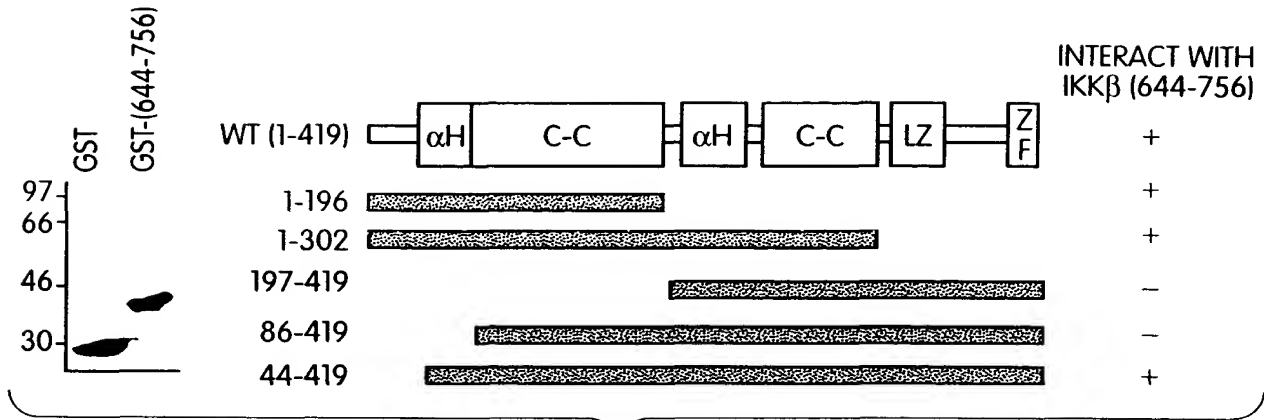 GST
GST-(644-756)
97
66
46
30
INTERACT WITH
IKKβ (644-756)
WT (1-419)
αH
C-C
αH
C-C
LZ
Z
F
+
1-196
+
1-302
+
197-419
−
86-419
−
44-419
+